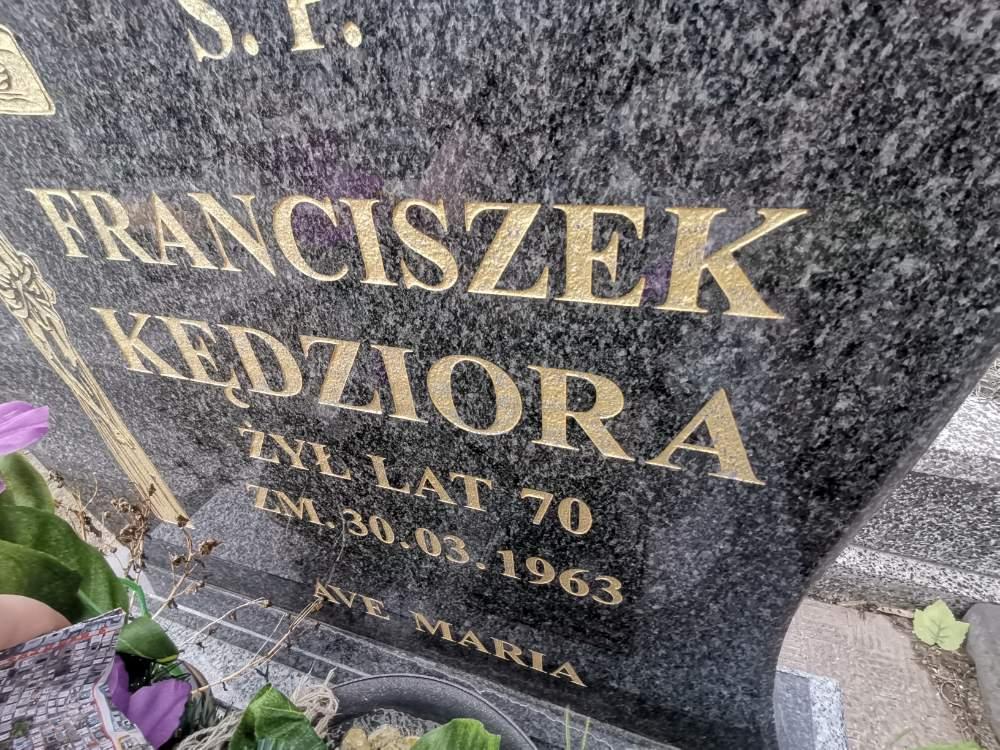 S.P.
FRANCISZEK
KĘDZIORA
ŻYŁ LAT 70
ZM. 30.03.1963
AVE MARIA